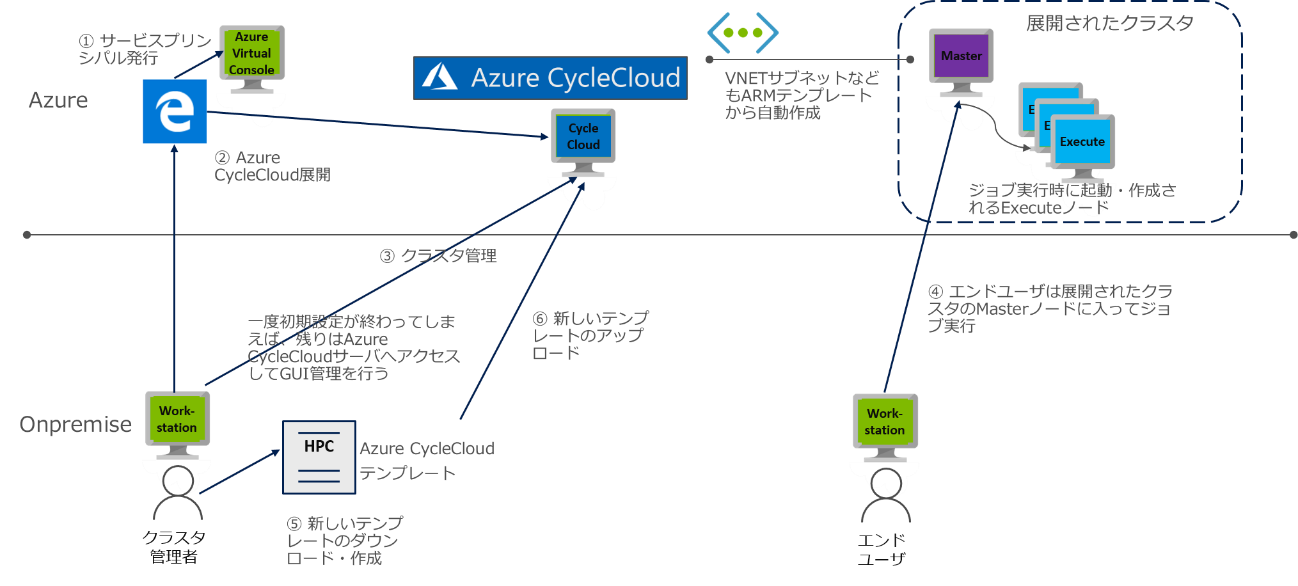 ① サービスプリン
シパル発行
Azure
Virtual
Console
Azure
② Azure
CycleCloud展開
Azure CycleCloud
Cycle
Cloud
VNETサブネットなど
もARMテンプレート
から自動作成
展開されたクラスタ
Master
E
E
Execute
ジョブ実行時に起動・作成さ
れるExecuteノード
③ クラスタ管理
一度初期設定が終わってしま
えば、残りはAzure
CycleCloudサーバへアクセス
してGUI管理を行う
⑥ 新しいテンプ
レートのアップ
ロード
④ エンドユーザは展開されたクラ
スタのMasterノードに入ってジョ
ブ実行
Onpremise
Work-
station
HPC
Azure CycleCloud
テンプレート
⑤ 新しいテンプ
レートのダウン
ロード・作成
クラスタ
管理者
Work-
station
エンド
ユーザ